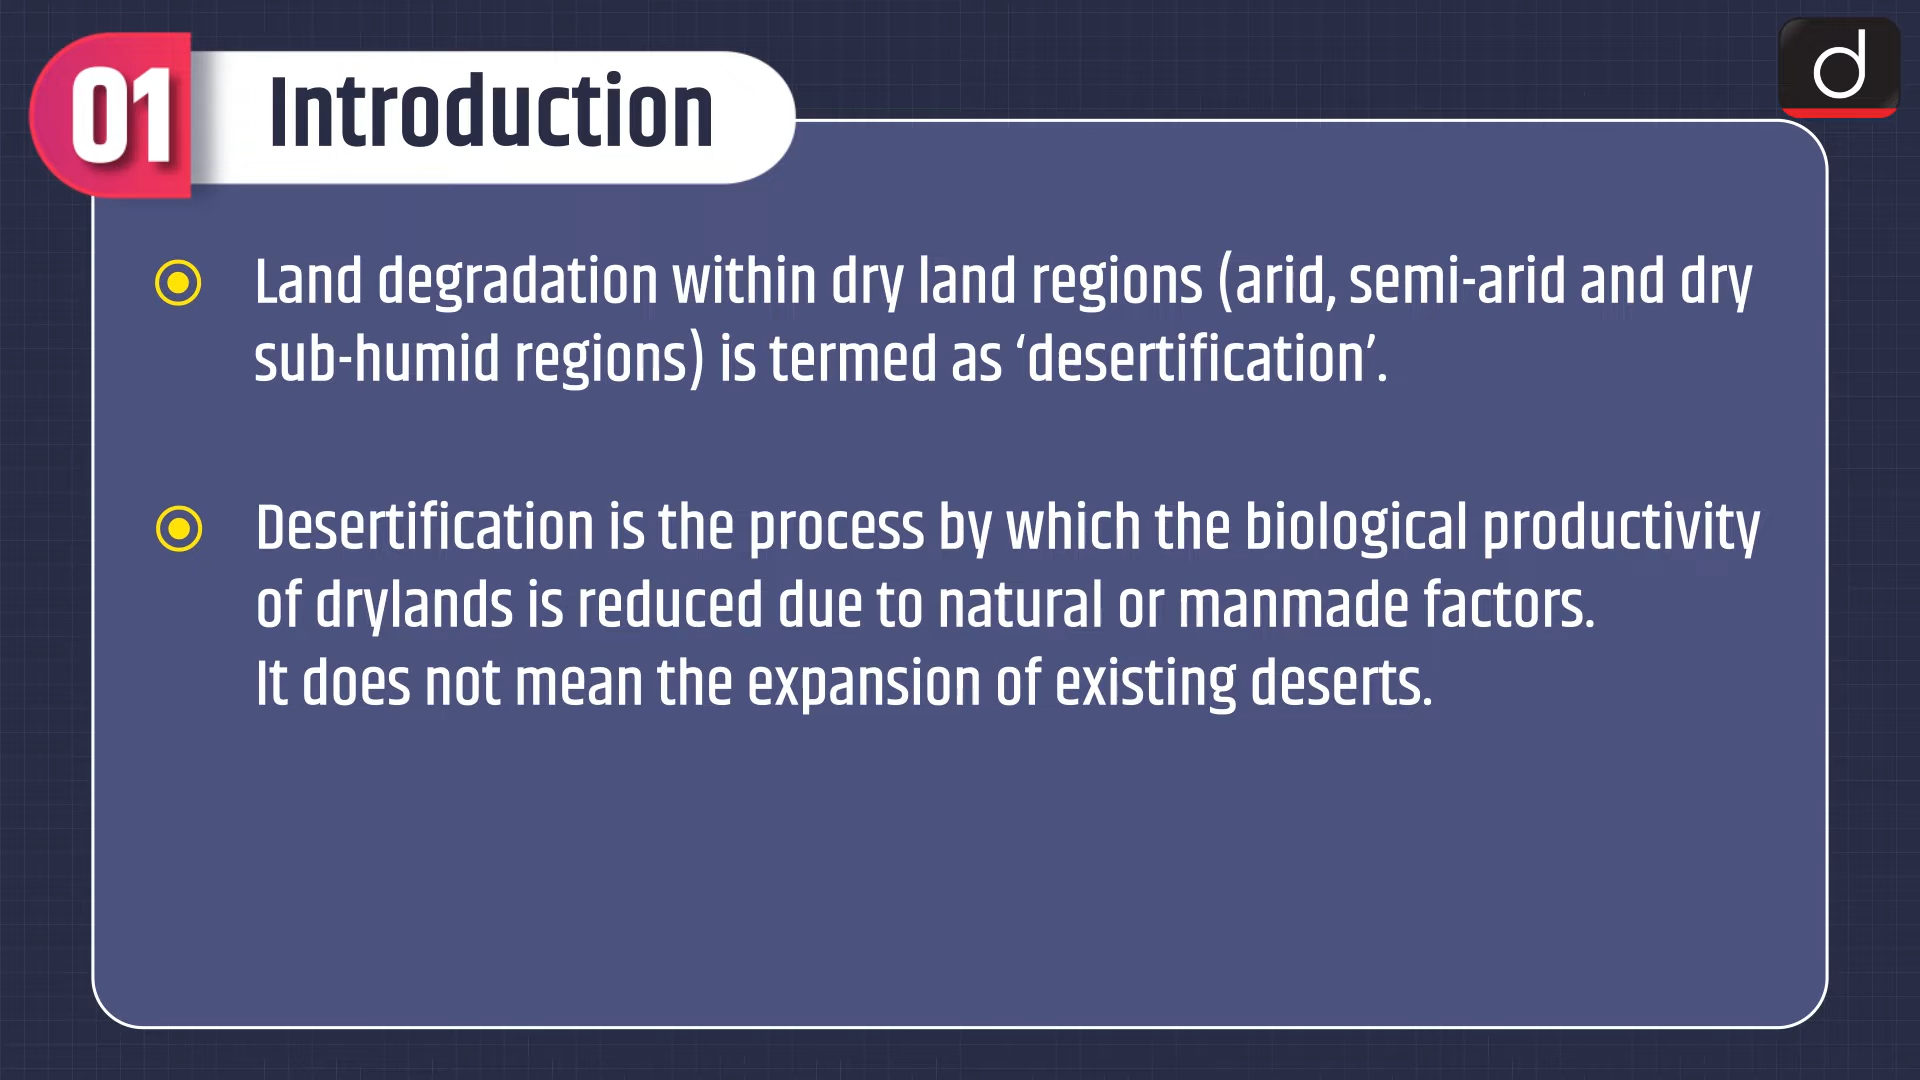 01 Introduction
d
Land degradation within dry land regions (arid, semi-arid and dry
sub-humid regions) is termed as ‘desertification’.
Desertification is the process by which the biological productivity
of drylands is reduced due to natural or manmade factors.
It does not mean the expansion of existing deserts.